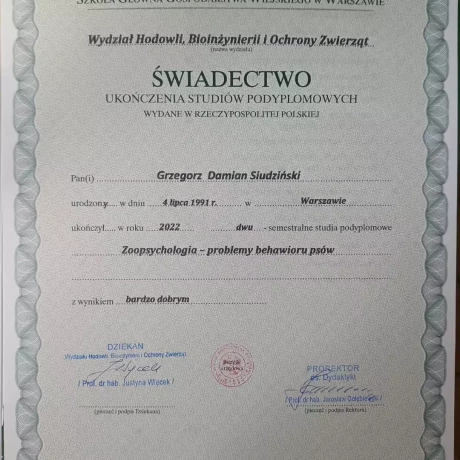 Szkoła Główna Gospodarstwa Wiejskiego w Warszawie
Wydział Hodowli, Bioinżynierii i Ochrony Zwierząt
(nazwa wydziału)
ŚWIADECTWO
UKOŃCZENIA STUDIÓW PODYPLOMOWYCH
WYDANE W RZECZYPOSPOLITEJ POLSKIEJ
Pan(i) Grzegorz Damian Siudziński
urodzony w dniu 4 lipca 1991 r. w Warszawie
ukończył w roku 2022 dwu - semestralne studia podyplomowe
Zoopsychologia – problemy behawioru psów
z wynikiem bardzo dobrym
DZIEKAN
Wydziału Hodowli, Bioinżynierii i Ochrony Zwierząt
/ Prof. dr hab. Justyna Więcek /
(pieczęć i podpis Dziekana)
PROREKTOR
ds. Dydaktyki
/ Prof. dr hab. Jarosław Gołębiewski /
(pieczęć i podpis Rektora)